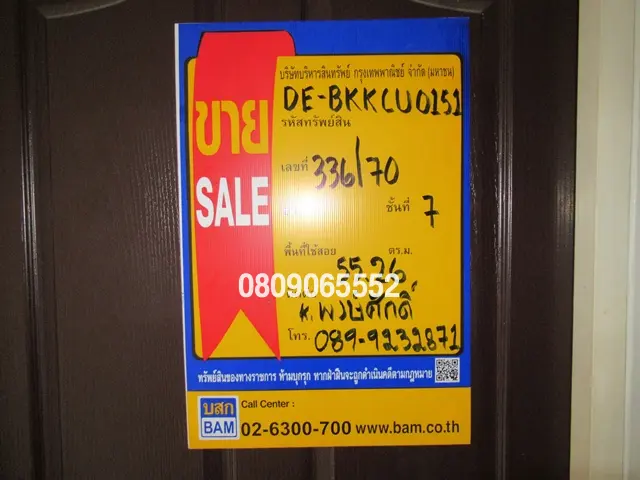 บริษัทบริหารสินทรัพย์ กรุงเทพพาณิชย์ จำกัด (มหาชน)
DE-BKKCU0151
รหัสทรัพย์สิน
ขาย
SALE
เลขที่ 336/70
ชั้นที่ 7
พื้นที่ใช้สอย 55.26 ตร.ม.
0809065552
K. พงษ์ศักดิ์
โทร. 089-9232871
ทรัพย์สินของทางราชการ ห้ามบุกรุก หากฝ่าฝืนจะถูกดำเนินคดีตามกฎหมาย
บสก
BAM
Call Center :
02-6300-700 www.bam.co.th